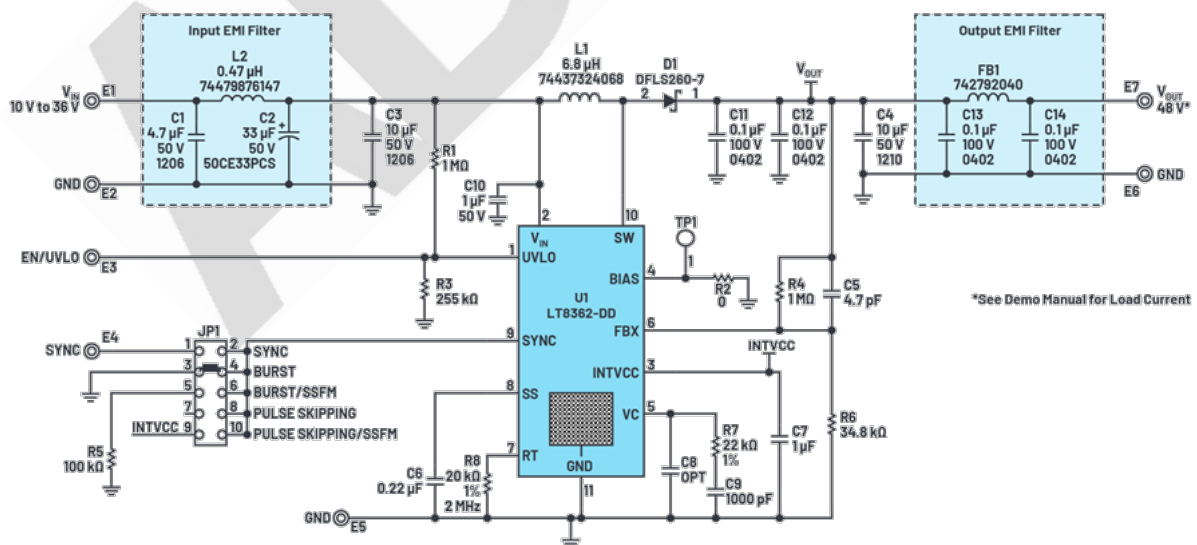 Input EMI Filter
L2
0.47 µH
74479876147
C1
4.7 µF
50 V
1206
C2
33 µF
50 V
50CE33PCS
+
VIN
10 V to 36 V
E1
GND
E2
C3
10 µF
50 V
1206
R1
1 MΩ
C10
1 µF
50 V
L1
6.8 µH
74437324068
D1
DFLS260-7
2
1
VOUT
C11
0.1 µF
100 V
0402
C12
0.1 µF
100 V
0402
C4
10 µF
50 V
1210
Output EMI Filter
FB1
742792040
C13
0.1 µF
100 V
0402
C14
0.1 µF
100 V
0402
E7
VOUT
48 V*
GND
E6
EN/UVLO
E3
R3
255 kΩ
2
VIN
10
SW
1
UVLO
U1
LT8362-DD
BIAS
4
TP1
1
R2
0
FBX
6
R4
1 MΩ
C5
4.7 pF
*See Demo Manual for Load Current
INTVCC
INTVCC
3
9
SYNC
8
SS
VC
5
7
RT
GND
11
E4
SYNC
JP1
1
2
SYNC
3
4
BURST
5
6
BURST/SSFM
7
8
PULSE SKIPPING
INTVCC
9
10
PULSE SKIPPING/SSFM
R5
100 kΩ
C6
0.22 µF
R8
20 kΩ
1%
2 MHz
C8
OPT
R7
22 kΩ
1%
C9
1000 pF
C7
1 µF
R6
34.8 kΩ
GND
E5